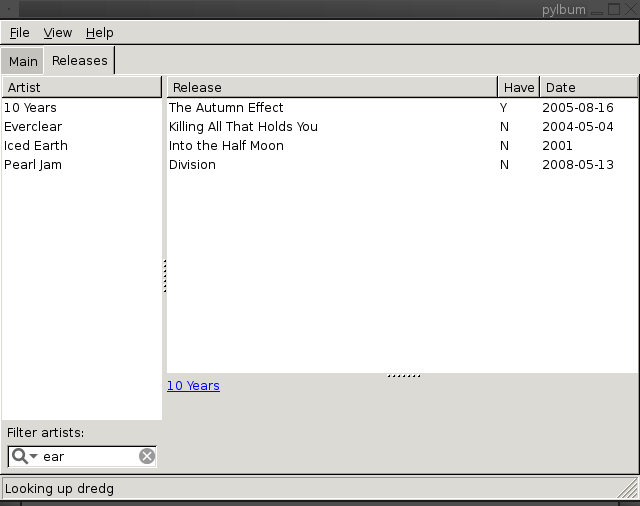 pylbum
File View Help
Main Releases
Artist Release Have Date
10 Years The Autumn Effect Y 2005-08-16
Everclear Killing All That Holds You N 2004-05-04
Iced Earth Into the Half Moon N 2001
Pearl Jam Division N 2008-05-13
10 Years
Filter artists:
ear
Looking up dredg